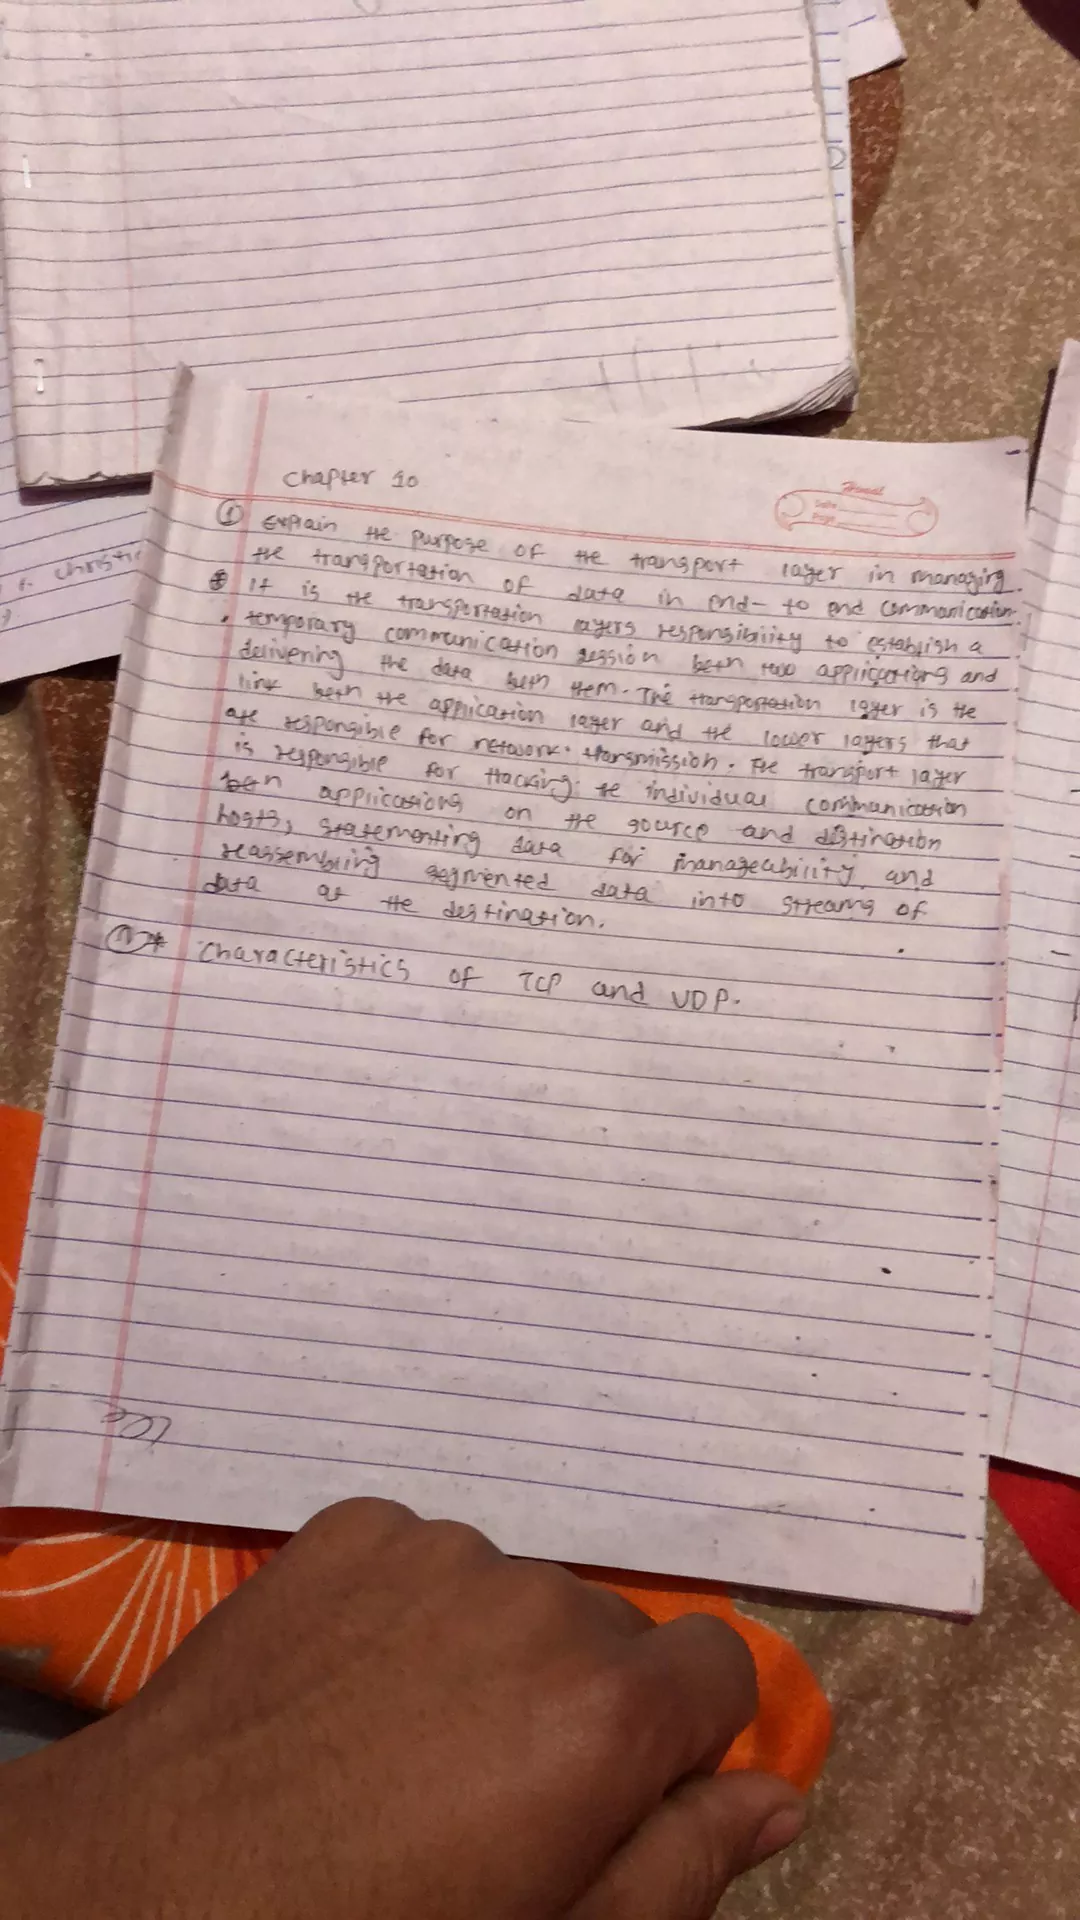 Chapter 10
① Explain the purpose of the transport layer in managing
the transportation of data in end-to end communication.
It is the transportation layers responsibility to establish a
temporary communication session betn two applications and
delivering the data betn them. The transportation layer is the
link betn the application layer and the lower layers that
are responsible for network transmission. The transport layer
is responsible for tracking the individual communication
betn applications on the source and distination
hosts, statementing data for manageability and
reassembling segmented data into streams of
data at the destination.
* Characteristics of TCP and UDP.
Date
Page
f. christic